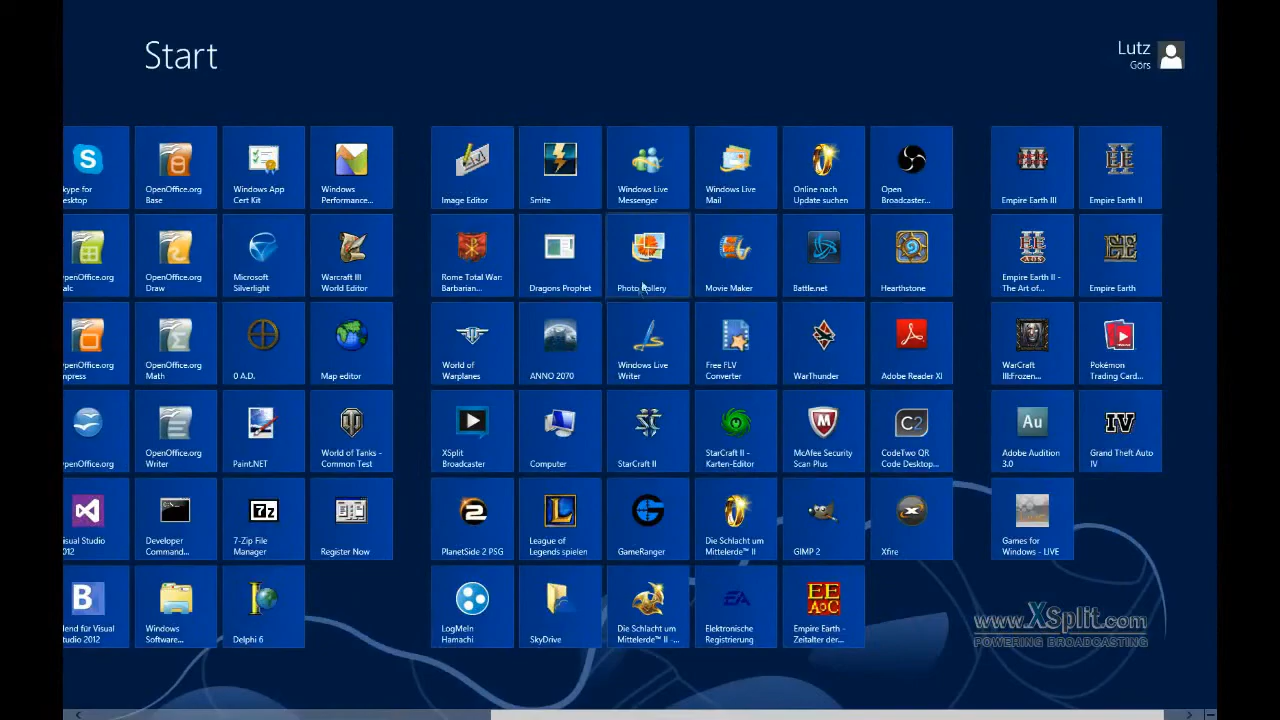 Start
Lutz
Görs
kype for
esktop
OpenOffice.org
Base
Windows App
Cert Kit
Windows
Performance...
Image Editor
Smite
Windows Live
Messenger
Windows Live
Mail
Online nach
Update suchen
Open
Broadcaster...
Empire Earth III
Empire Earth II
penOffice.org
alc
OpenOffice.org
Draw
Microsoft
Silverlight
Warcraft III
World Editor
Rome Total War:
Barbarian...
Dragons Prophet
Photo Gallery
Movie Maker
Battle.net
Hearthstone
Empire Earth II -
The Art of...
Empire Earth
penOffice.org
mpress
OpenOffice.org
Math
0 A.D.
Map editor
World of
Warplanes
ANNO 2070
Windows Live
Writer
Free FLV
Converter
WarThunder
Adobe Reader XI
WarCraft
III:Frozen...
Pokémon
Trading Card...
penOffice.org
OpenOffice.org
Writer
Paint.NET
World of Tanks -
Common Test
XSplit
Broadcaster
Computer
StarCraft II
StarCraft II -
Karten-Editor
McAfee Security
Scan Plus
CodeTwo QR
Code Desktop...
Adobe Audition
3.0
Grand Theft Auto
IV
isual Studio
012
Developer
Command...
7-Zip File
Manager
Register Now
PlanetSide 2 PSG
League of
Legends spielen
GameRanger
Die Schlacht um
Mittelerde™ II
GIMP 2
Xfire
Games for
Windows - LIVE
lend für Visual
tudio 2012
Windows
Software...
Delphi 6
LogMeIn
Hamachi
SkyDrive
Die Schlacht um
Mittelerde™ II -...
Elektronische
Registrierung
Empire Earth -
Zeitalter der...
www.XSplit.com
POWERING BROADCASTING